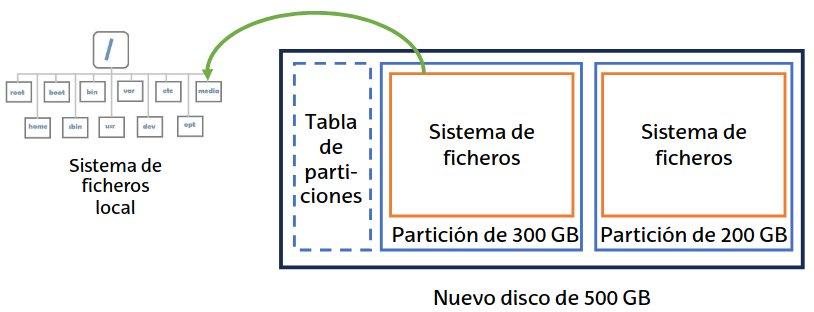 /
root
boot
bin
var
etc
media
home
sbin
usr
dev
opt
Sistema de
ficheros
local
Tabla
de
parti-
ciones
Sistema de
ficheros
Partición de 300 GB
Sistema de
ficheros
Partición de 200 GB
Nuevo disco de 500 GB